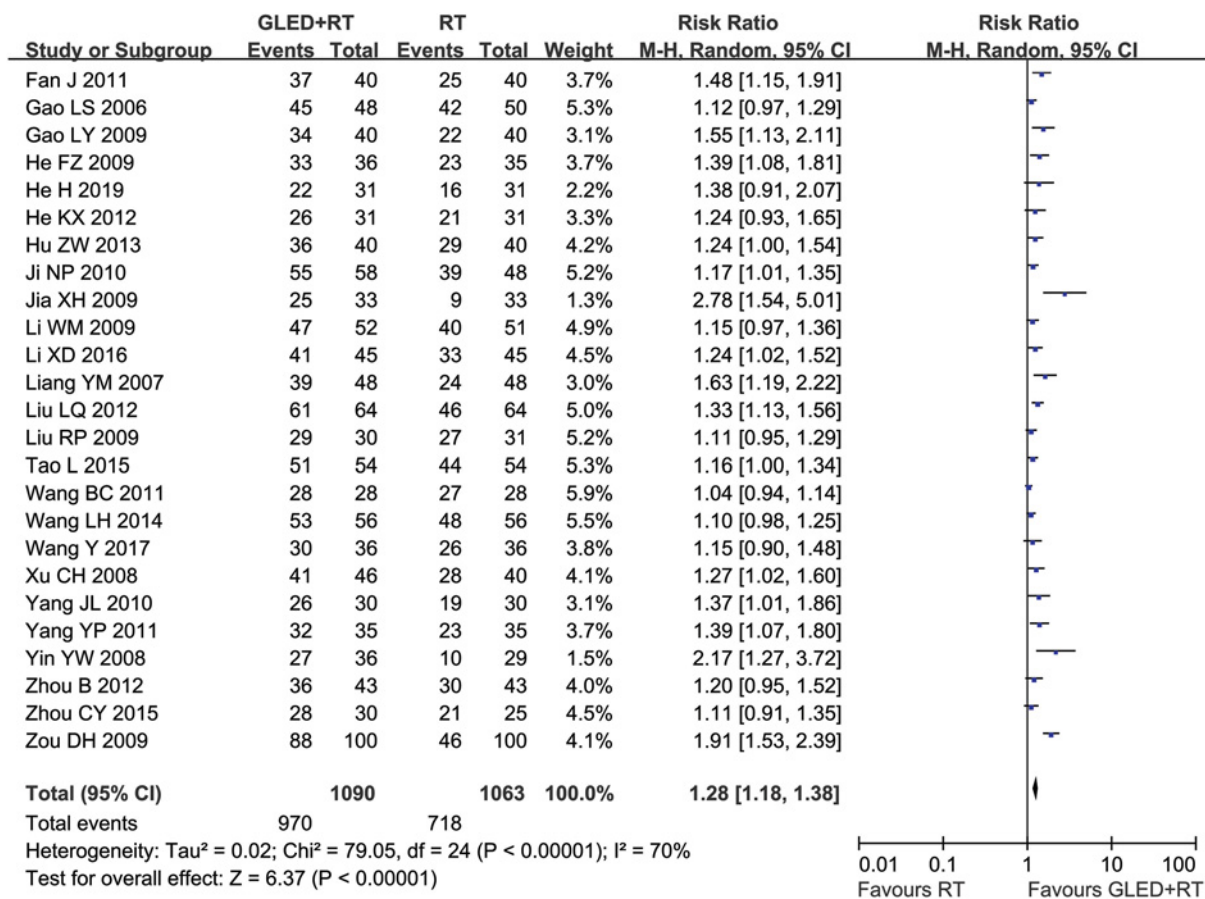 GLED+RT RT Risk Ratio Risk Ratio
Study or Subgroup Events Total Events Total Weight M-H, Random, 95% CI M-H, Random, 95% CI
Fan J 2011 37 40 25 40 3.7% 1.48 [1.15, 1.91]
Gao LS 2006 45 48 42 50 5.3% 1.12 [0.97, 1.29]
Gao LY 2009 34 40 22 40 3.1% 1.55 [1.13, 2.11]
He FZ 2009 33 36 23 35 3.7% 1.39 [1.08, 1.81]
He H 2019 22 31 16 31 2.2% 1.38 [0.91, 2.07]
He KX 2012 26 31 21 31 3.3% 1.24 [0.93, 1.65]
Hu ZW 2013 36 40 29 40 4.2% 1.24 [1.00, 1.54]
Ji NP 2010 55 58 39 48 5.2% 1.17 [1.01, 1.35]
Jia XH 2009 25 33 9 33 1.3% 2.78 [1.54, 5.01]
Li WM 2009 47 52 40 51 4.9% 1.15 [0.97, 1.36]
Li XD 2016 41 45 33 45 4.5% 1.24 [1.02, 1.52]
Liang YM 2007 39 48 24 48 3.0% 1.63 [1.19, 2.22]
Liu LQ 2012 61 64 46 64 5.0% 1.33 [1.13, 1.56]
Liu RP 2009 29 30 27 31 5.2% 1.11 [0.95, 1.29]
Tao L 2015 51 54 44 54 5.3% 1.16 [1.00, 1.34]
Wang BC 2011 28 28 27 28 5.9% 1.04 [0.94, 1.14]
Wang LH 2014 53 56 48 56 5.5% 1.10 [0.98, 1.25]
Wang Y 2017 30 36 26 36 3.8% 1.15 [0.90, 1.48]
Xu CH 2008 41 46 28 40 4.1% 1.27 [1.02, 1.60]
Yang JL 2010 26 30 19 30 3.1% 1.37 [1.01, 1.86]
Yang YP 2011 32 35 23 35 3.7% 1.39 [1.07, 1.80]
Yin YW 2008 27 36 10 29 1.5% 2.17 [1.27, 3.72]
Zhou B 2012 36 43 30 43 4.0% 1.20 [0.95, 1.52]
Zhou CY 2015 28 30 21 25 4.5% 1.11 [0.91, 1.35]
Zou DH 2009 88 100 46 100 4.1% 1.91 [1.53, 2.39]
Total (95% CI) 1090 1063 100.0% 1.28 [1.18, 1.38]
Total events 970 718
Heterogeneity: Tau² = 0.02; Chi² = 79.05, df = 24 (P < 0.00001); I² = 70%
Test for overall effect: Z = 6.37 (P < 0.00001)
0.01 0.1 1 10 100
Favours RT Favours GLED+RT